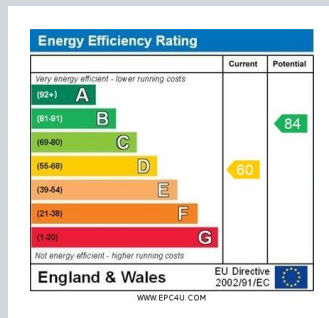 Energy Efficiency Rating
Current Potential
Very energy efficient - lower running costs
(92+) A
(81-91) B
84
(69-80) C
(55-68) D
60
(39-54) E
(21-38) F
(1-20) G
Not energy efficient - higher running costs
England & Wales
EU Directive
2002/91/EC
WWW.EPC4U.COM